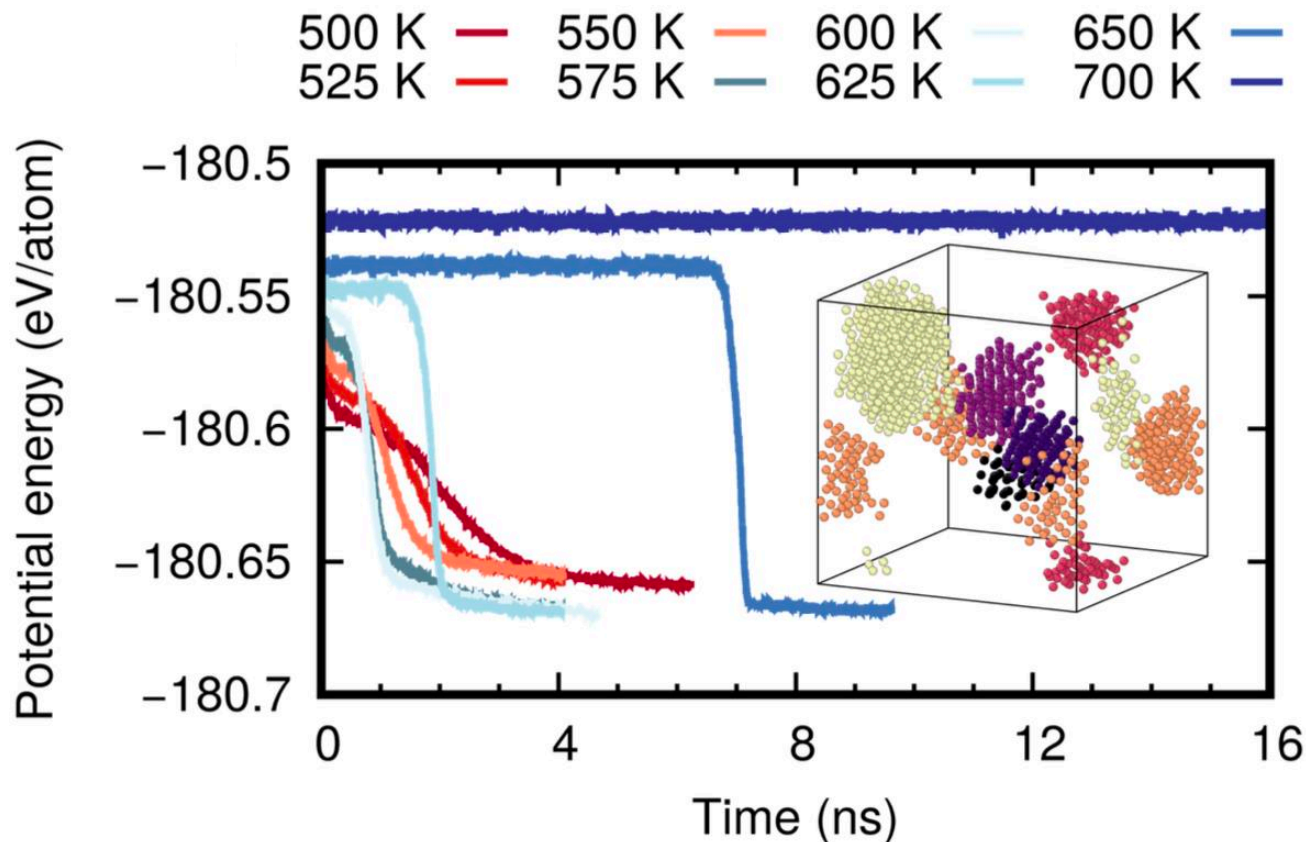 500 K 550 K 600 K 650 K
525 K 575 K 625 K 700 K
Potential energy (eV/atom)
−180.5
−180.55
−180.6
−180.65
−180.7
0 4 8 12 16
Time (ns)